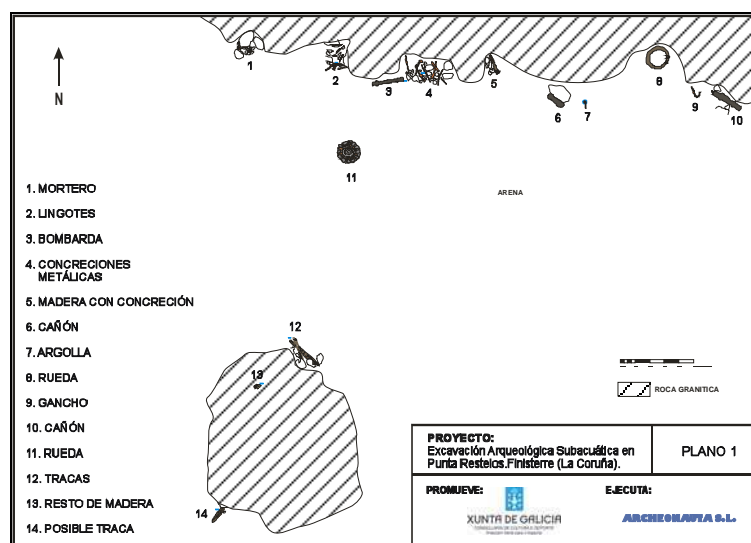 1
2
3
4
5
6
7
8
9
10
N
11
ARENA
1. MORTERO
2. LINGOTES
3. BOMBARDA
4. CONCRECIONES
METÁLICAS
5. MADERA CON CONCRECIÓN
6. CAÑÓN
7. ARGOLLA
8. RUEDA
9. GANCHO
10. CAÑÓN
11. RUEDA
12. TRACAS
13. RESTO DE MADERA
14. POSIBLE TRACA
12
13
14
ROCA GRANITICA
PROYECTO:
Excavación Arqueológica Subacuática en
Punta Restelos.Finisterre (La Coruña).
PLANO 1
PROMUEVE:
EJECUTA:
XUNTA DE GALICIA
ARCHEONAUTA S.L.